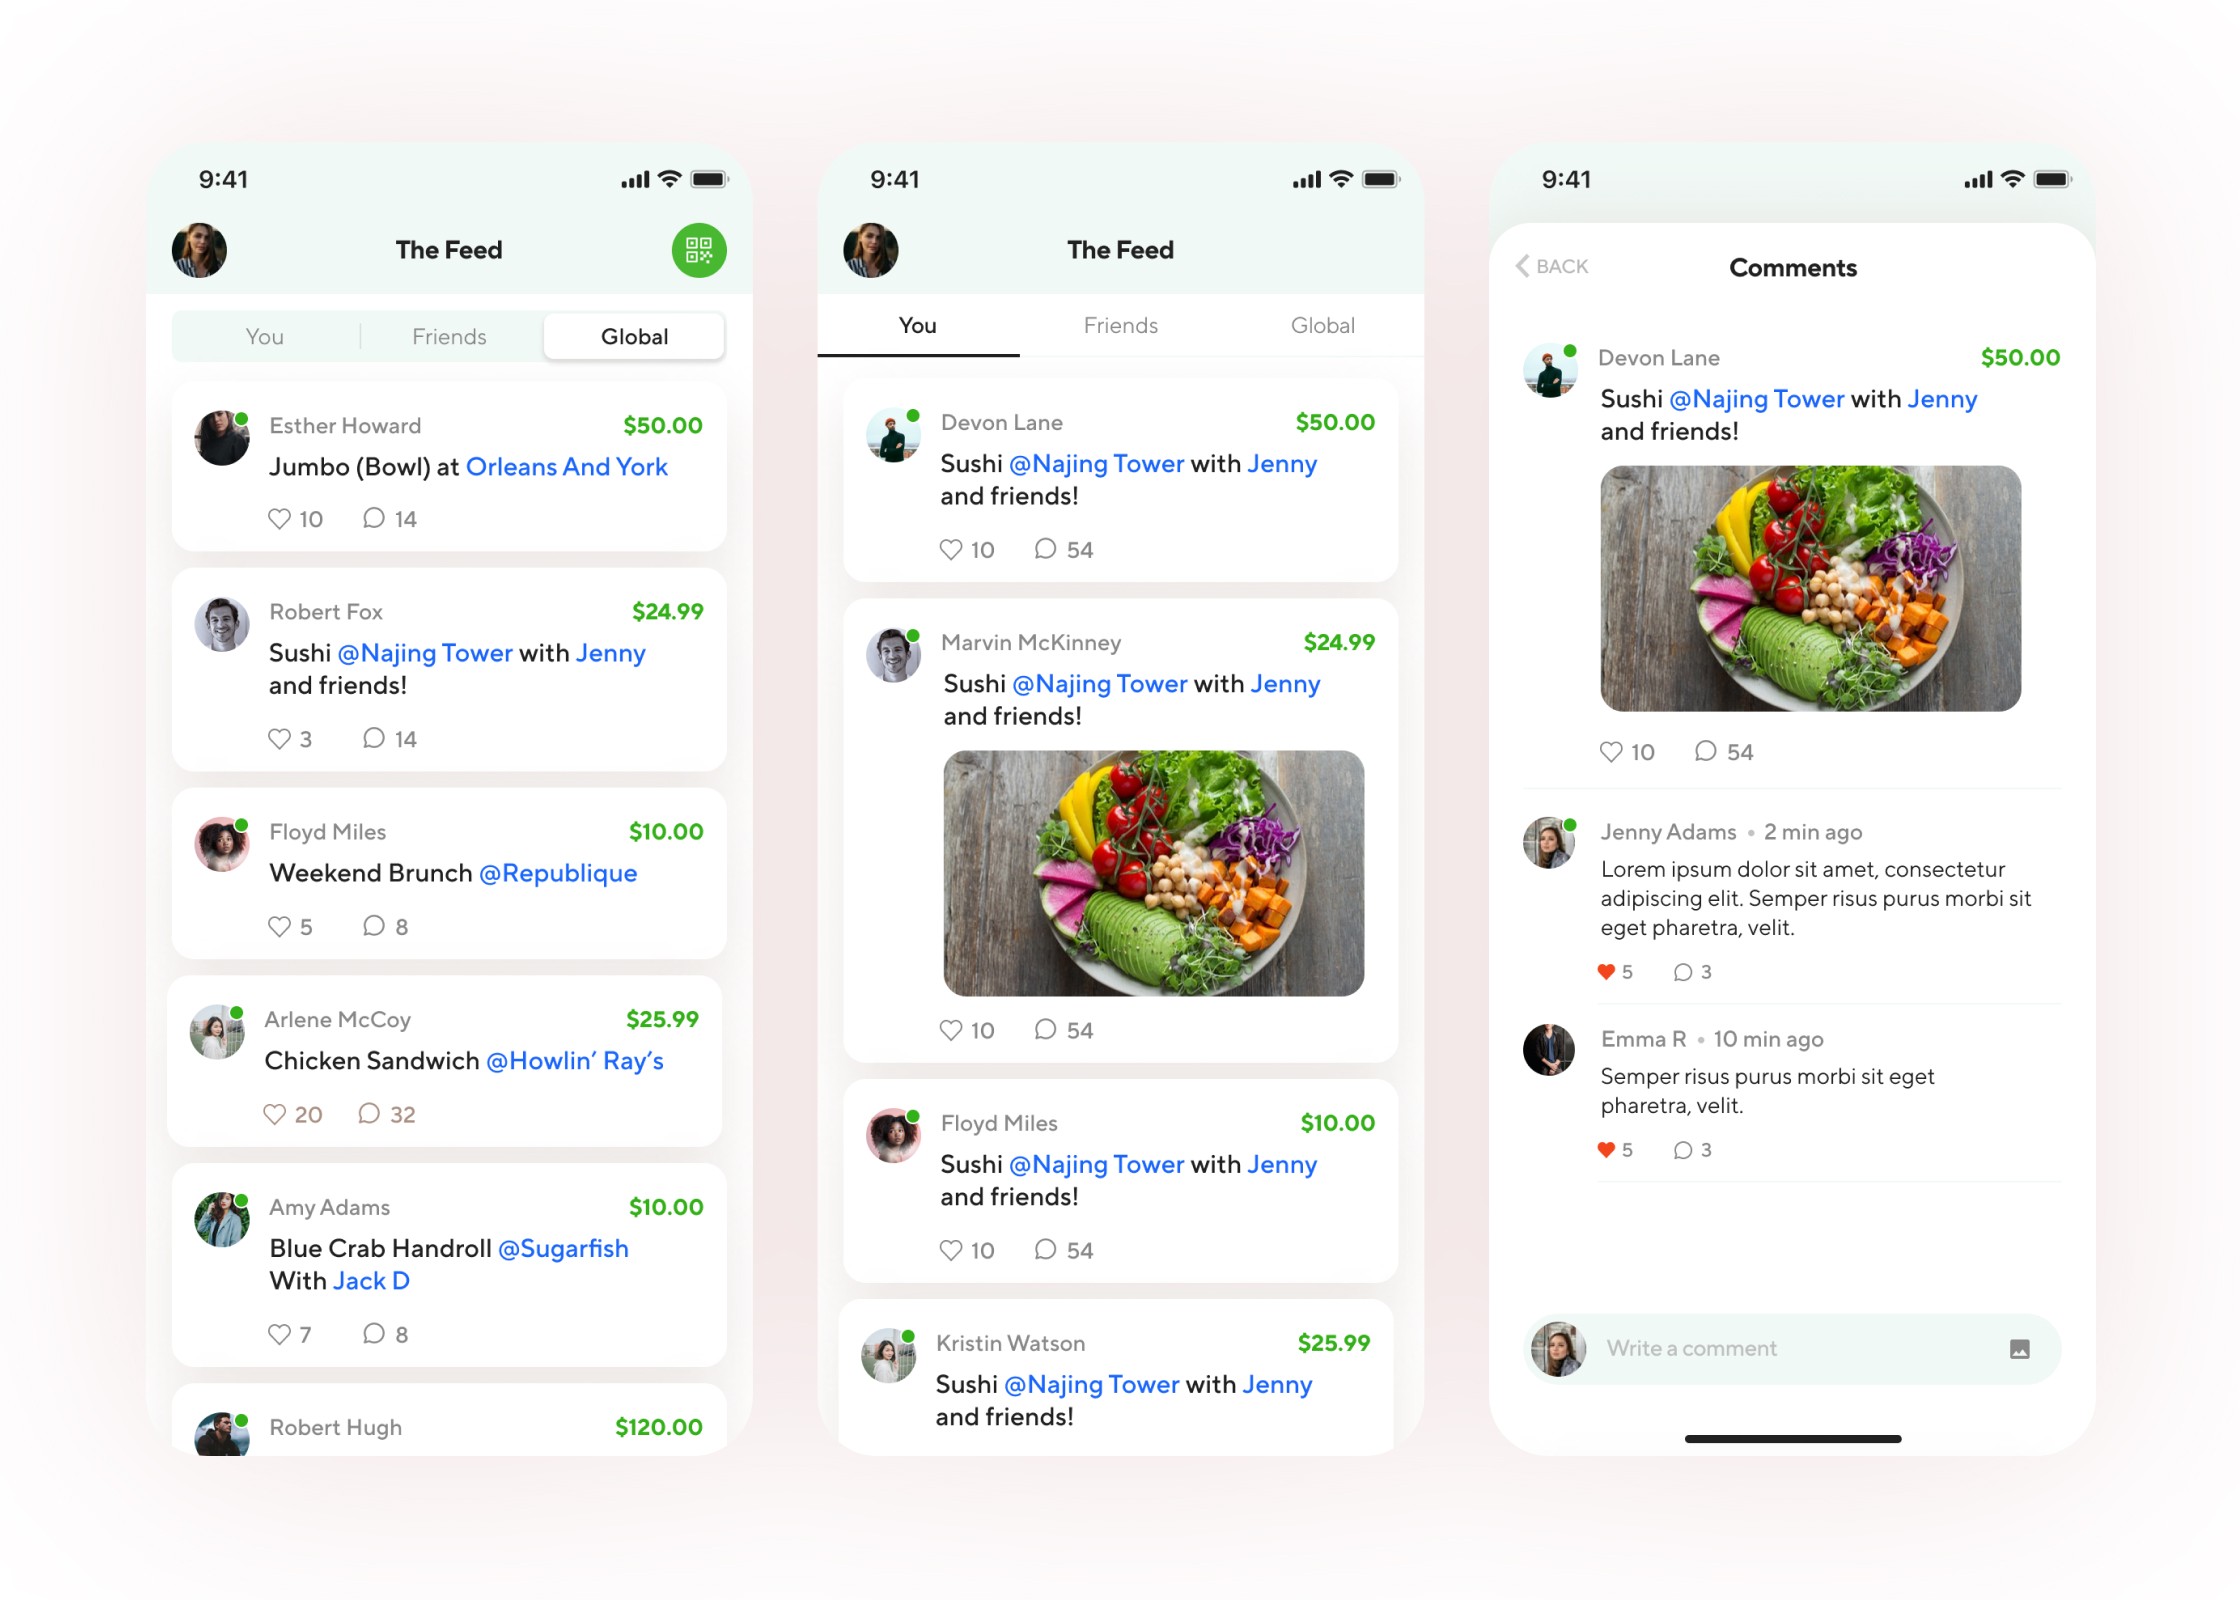 9:41
The Feed
You Friends Global
Esther Howard $50.00
Jumbo (Bowl) at Orleans And York
10 14
Robert Fox $24.99
Sushi @Najing Tower with Jenny
and friends!
3 14
Floyd Miles $10.00
Weekend Brunch @Republique
5 8
Arlene McCoy $25.99
Chicken Sandwich @Howlin’ Ray’s
20 32
Amy Adams $10.00
Blue Crab Handroll @Sugarfish
With Jack D
7 8
Robert Hugh $120.00
9:41
The Feed
You Friends Global
Devon Lane $50.00
Sushi @Najing Tower with Jenny
and friends!
10 54
Marvin McKinney $24.99
Sushi @Najing Tower with Jenny
and friends!
10 54
Floyd Miles $10.00
Sushi @Najing Tower with Jenny
and friends!
10 54
Kristin Watson $25.99
Sushi @Najing Tower with Jenny
and friends!
9:41
BACK Comments
Devon Lane $50.00
Sushi @Najing Tower with Jenny
and friends!
10 54
Jenny Adams • 2 min ago
Lorem ipsum dolor sit amet, consectetur
adipiscing elit. Semper risus purus morbi sit
eget pharetra, velit.
5 3
Emma R • 10 min ago
Semper risus purus morbi sit eget
pharetra, velit.
5 3
Write a comment